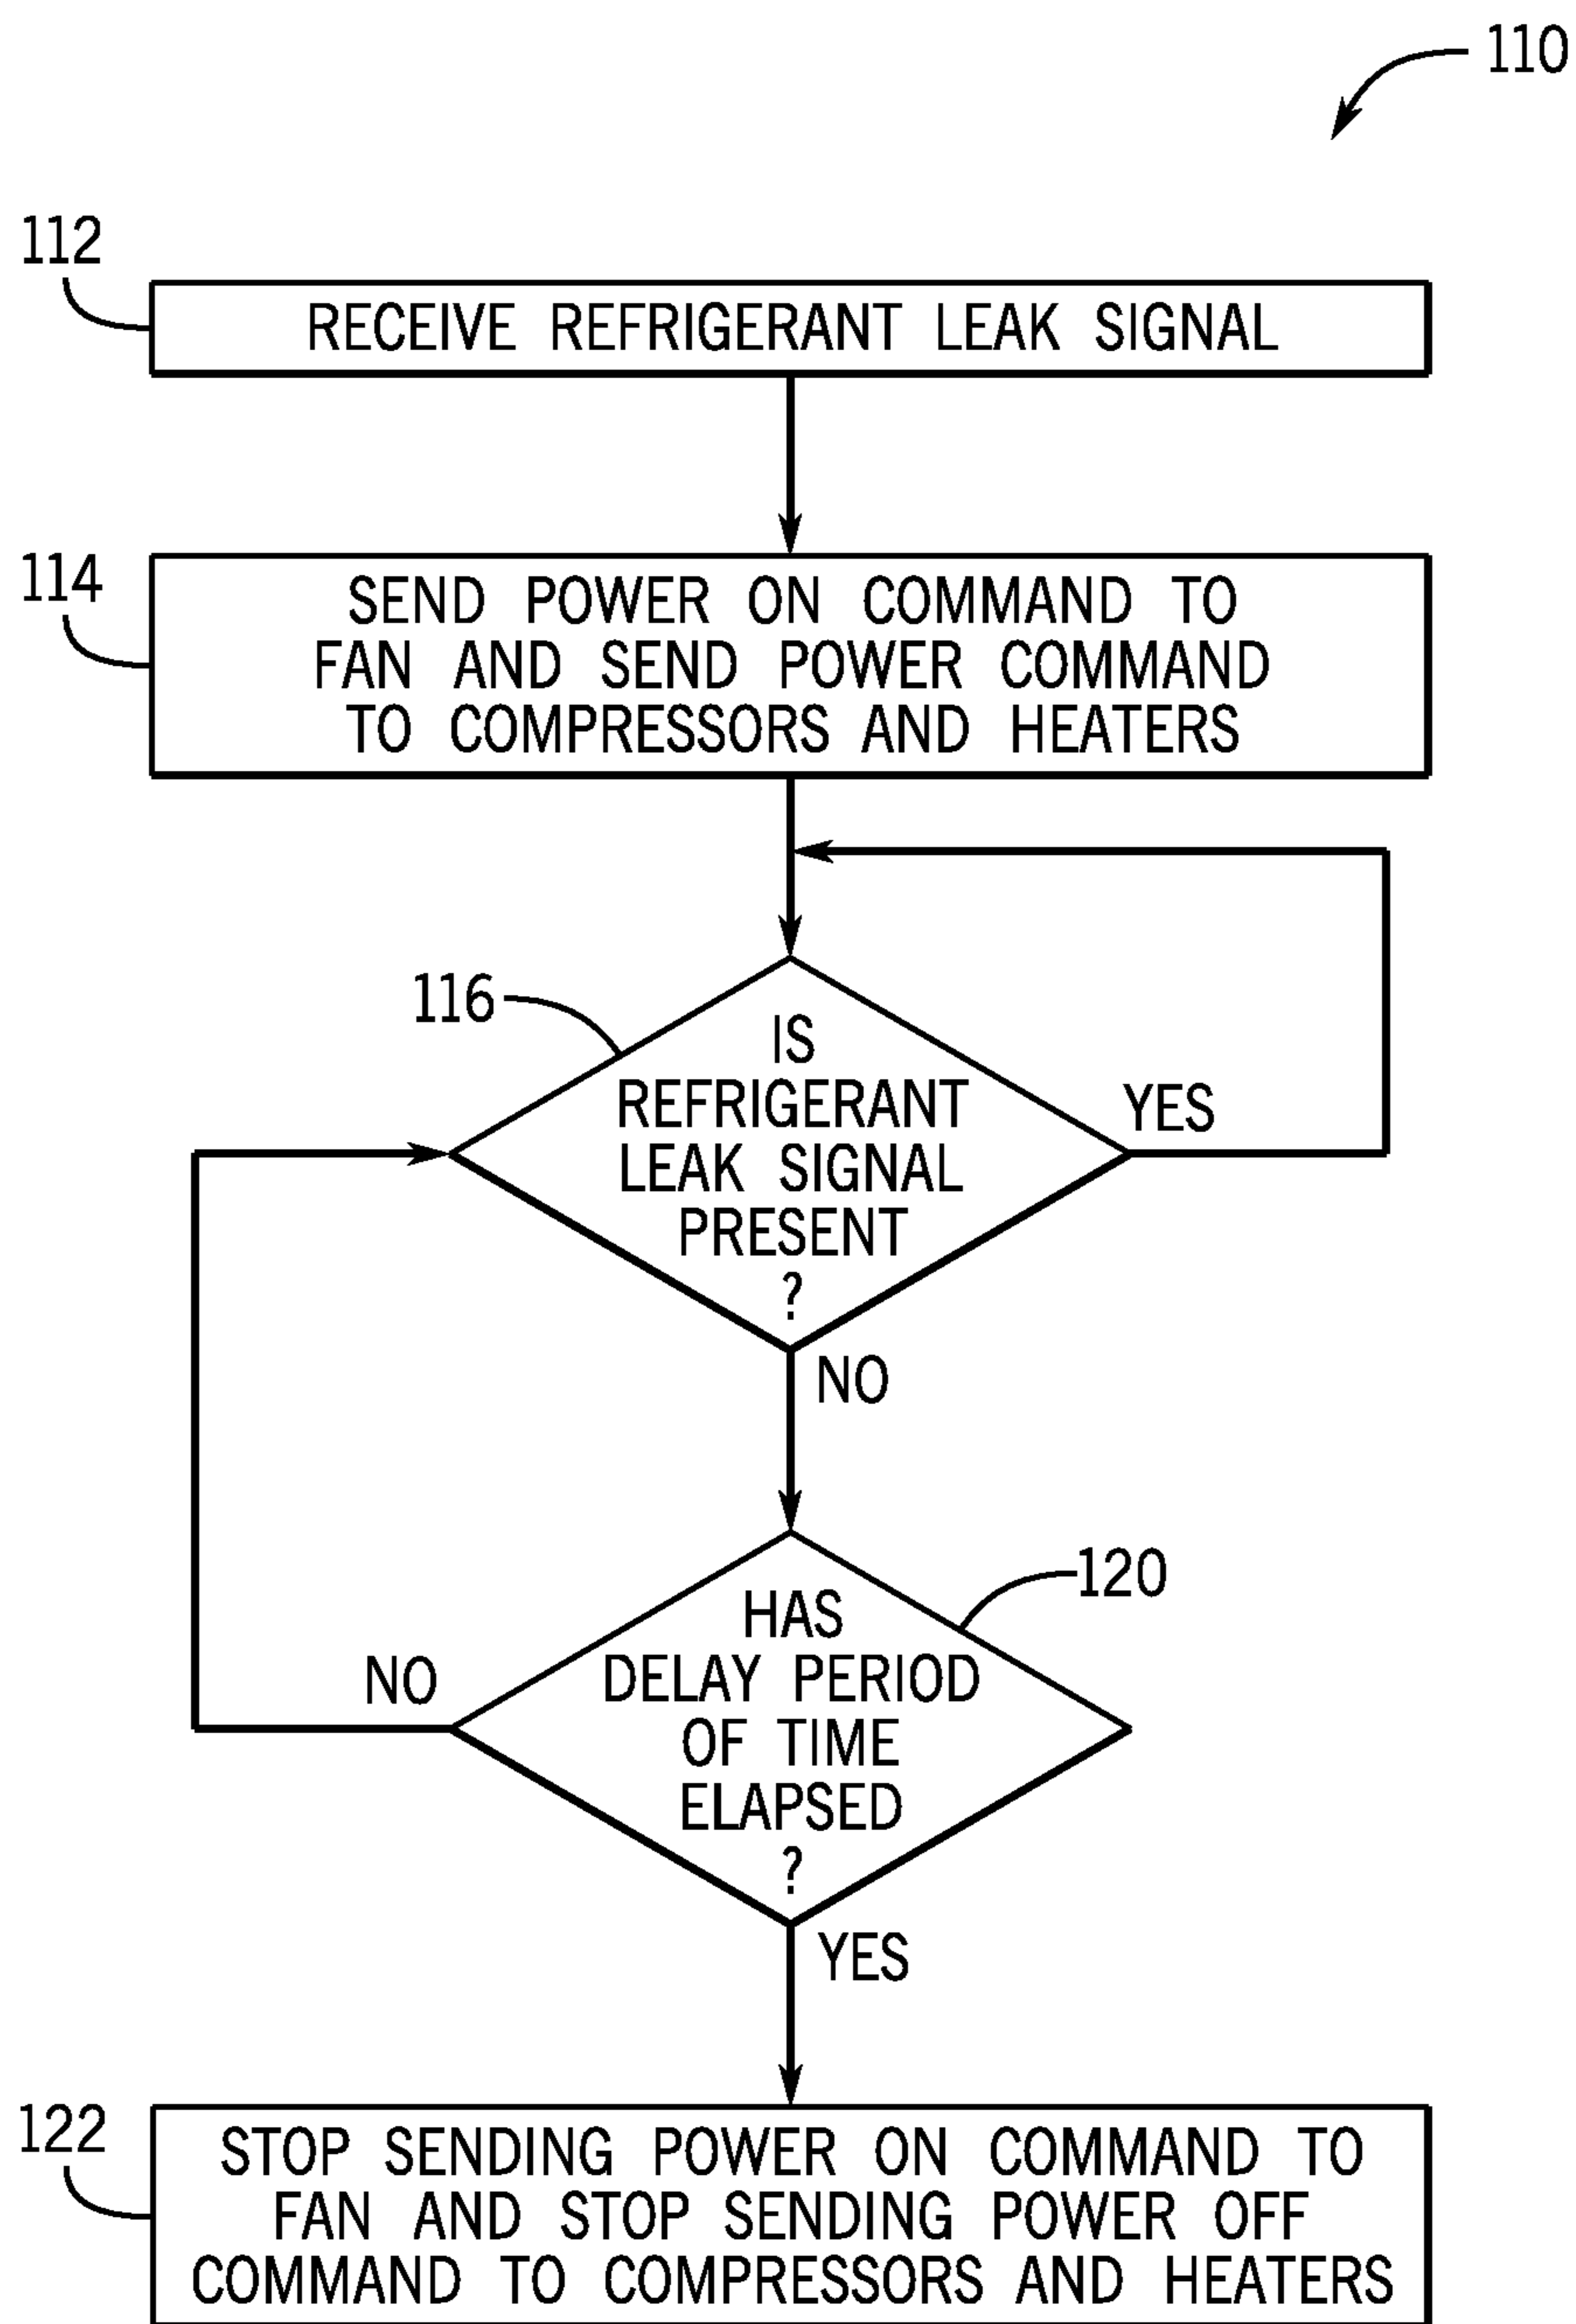 110
112
RECEIVE REFRIGERANT LEAK SIGNAL
114
SEND POWER ON COMMAND TO
FAN AND SEND POWER COMMAND
TO COMPRESSORS AND HEATERS
116
IS
REFRIGERANT
LEAK SIGNAL
PRESENT
?
YES
NO
120
HAS
DELAY PERIOD
OF TIME
ELAPSED
?
NO
YES
122
STOP SENDING POWER ON COMMAND TO
FAN AND STOP SENDING POWER OFF
COMMAND TO COMPRESSORS AND HEATERS